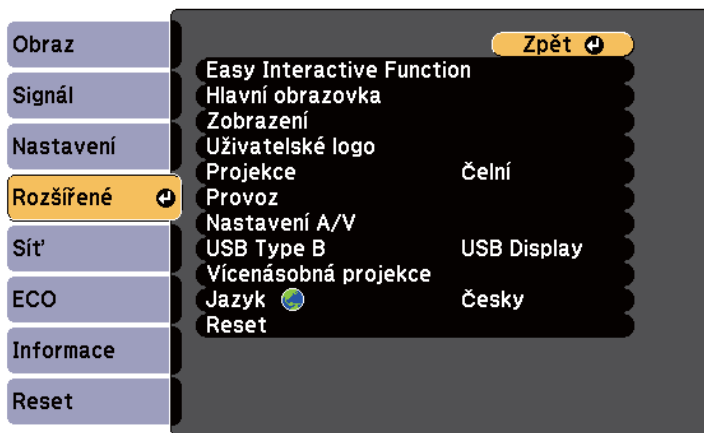 Obraz
Signál
Nastavení
Rozšířené
Síť
ECO
Informace
Reset
Zpět
Easy Interactive Function
Hlavní obrazovka
Zobrazení
Uživatelské logo
Projekce Čelní
Provoz
Nastavení A/V
USB Type B USB Display
Vícenásobná projekce
Jazyk Česky
Reset